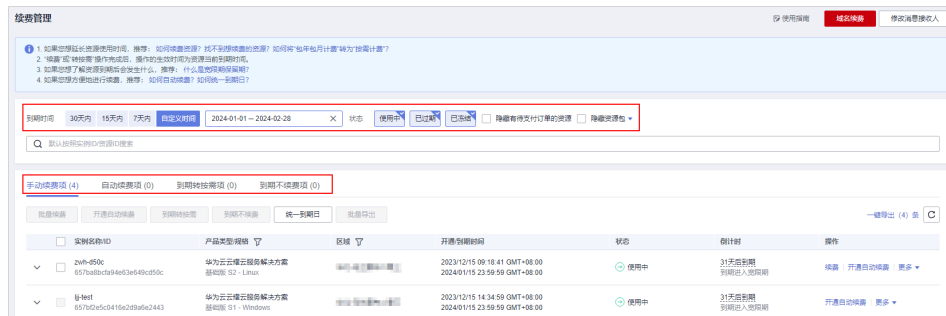 续费管理
使用指南
域名续费
修改消息接收人
1. 如果您想延长资源使用时间，推荐：如何续费资源？找不到想续费的资源？如何将"包年包月计费"转为"按需计费"？
2. "续费"或"转按需"操作完成后，操作的生效时间为资源当前到期时间。
3. 如果您想了解资源到期后会发生什么，推荐：什么是宽限期保留期？
4. 如果您想方便地进行续费，推荐：如何自动续费？如何统一到期日？
到期时间 30天内 15天内 7天内 自定义时间 2024-01-01 – 2024-02-28 状态 使用中 已过期 已冻结 隐藏有待支付订单的资源 隐藏资源包
默认按照实例ID/资源ID搜索
手动续费项 (4) 自动续费项 (0) 到期转按需项 (0) 到期不续费项 (0)
批量续费 开通自动续费 到期转按需 到期不续费 统一到期日 批量导出 一键导出 (4) 条
实例名称/ID 产品类型/规格 区域 开通/到期时间 状态 倒计时 操作
zwh-d50c 华为云云耀云服务解决方案 2023/12/15 09:18:41 GMT+08:00 使用中 31天后到期 续费 开通自动续费 更多
657ba8bcfa94e63e649cd50c 基础版 S2 - Linux 2024/01/15 23:59:59 GMT+08:00 到期进入宽限期
ljj-test 华为云云耀云服务解决方案 2023/12/15 14:34:59 GMT+08:00 使用中 31天后到期 开通自动续费 更多
657bf2e5c0416e2d9a6e2443 基础版 S1 - Windows 2024/01/15 23:59:59 GMT+08:00 到期进入宽限期